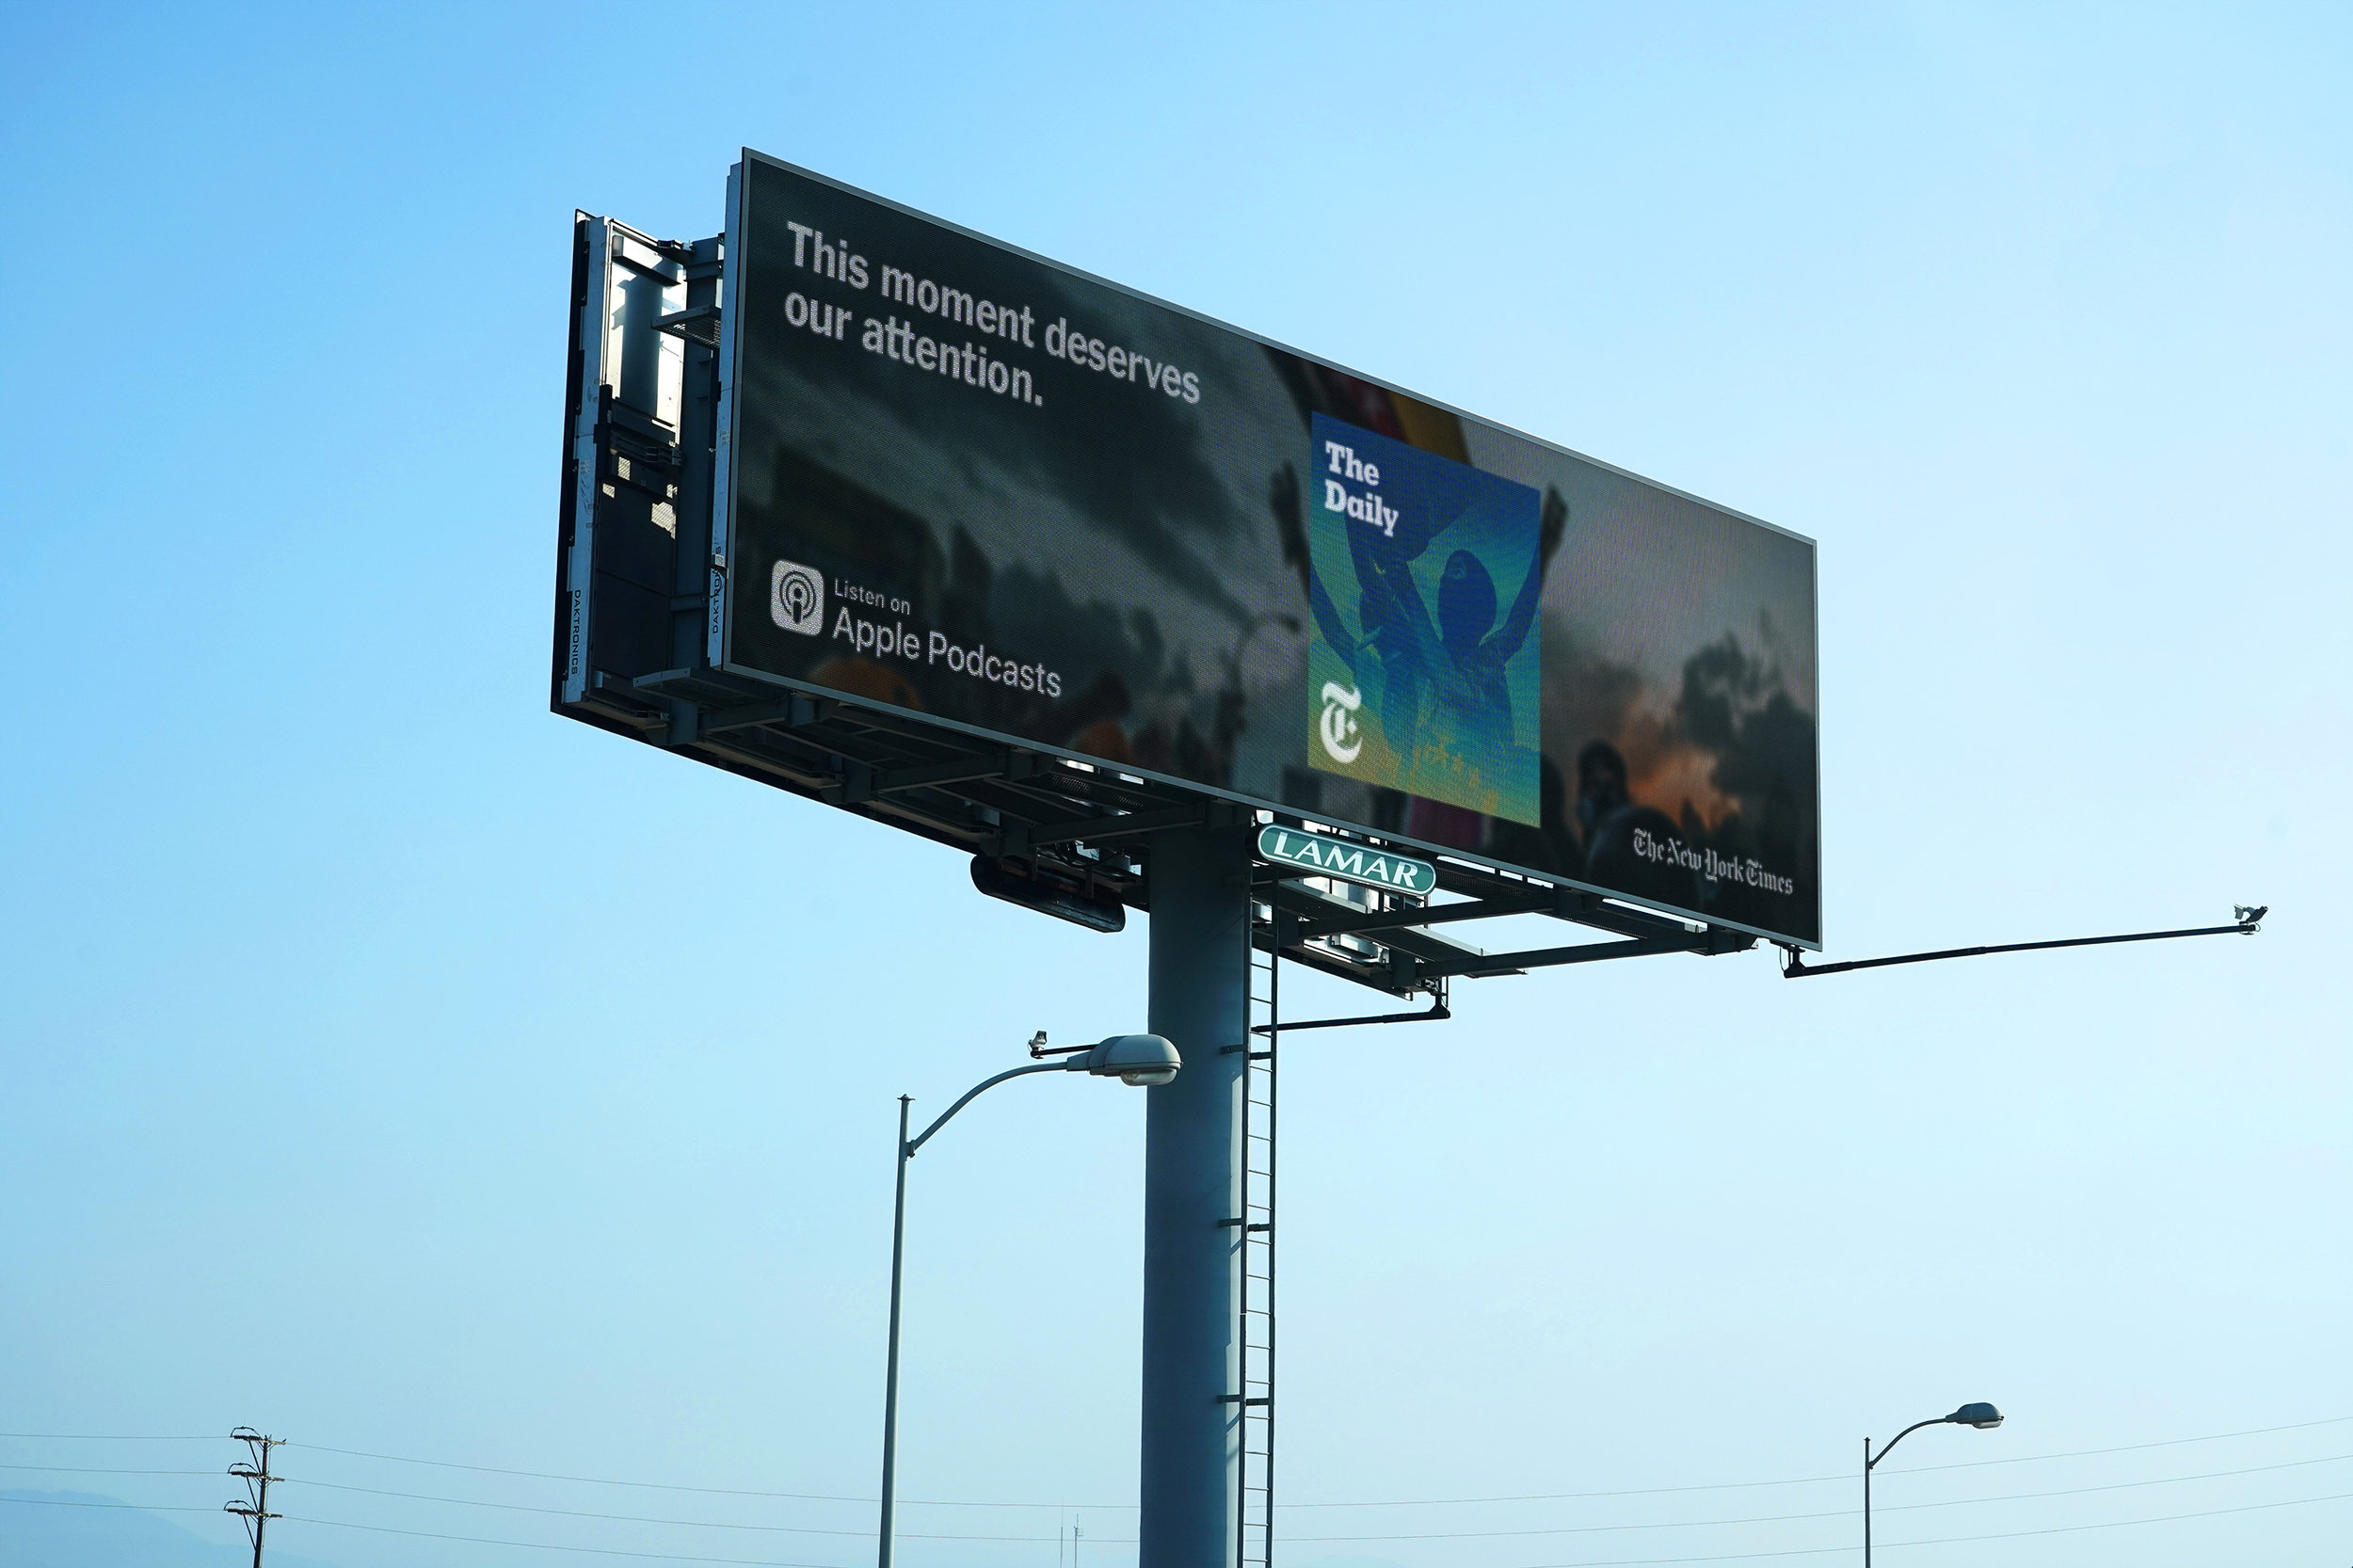 This moment deserves
our attention.
The
Daily
Listen on
Apple Podcasts
T
The New York Times
LAMAR
DAKTRONICS
DAKTRONICS